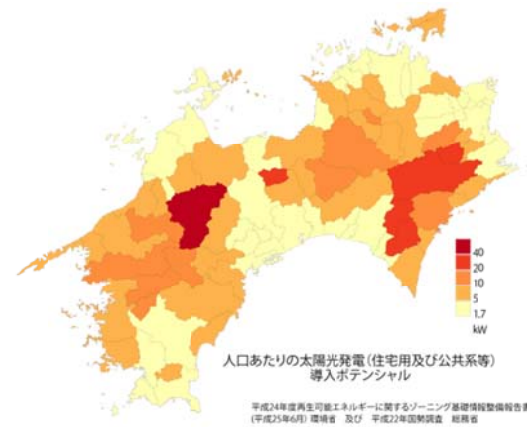 40
20
10
5
1.7
kW
人口あたりの太陽光発電（住宅用及び公共系等）
導入ポテンシャル
平成24年度再生可能エネルギーに関するゾーニング基礎情報整備報告書
(平成25年6月) 環境省 及び 平成22年国勢調査 総務省